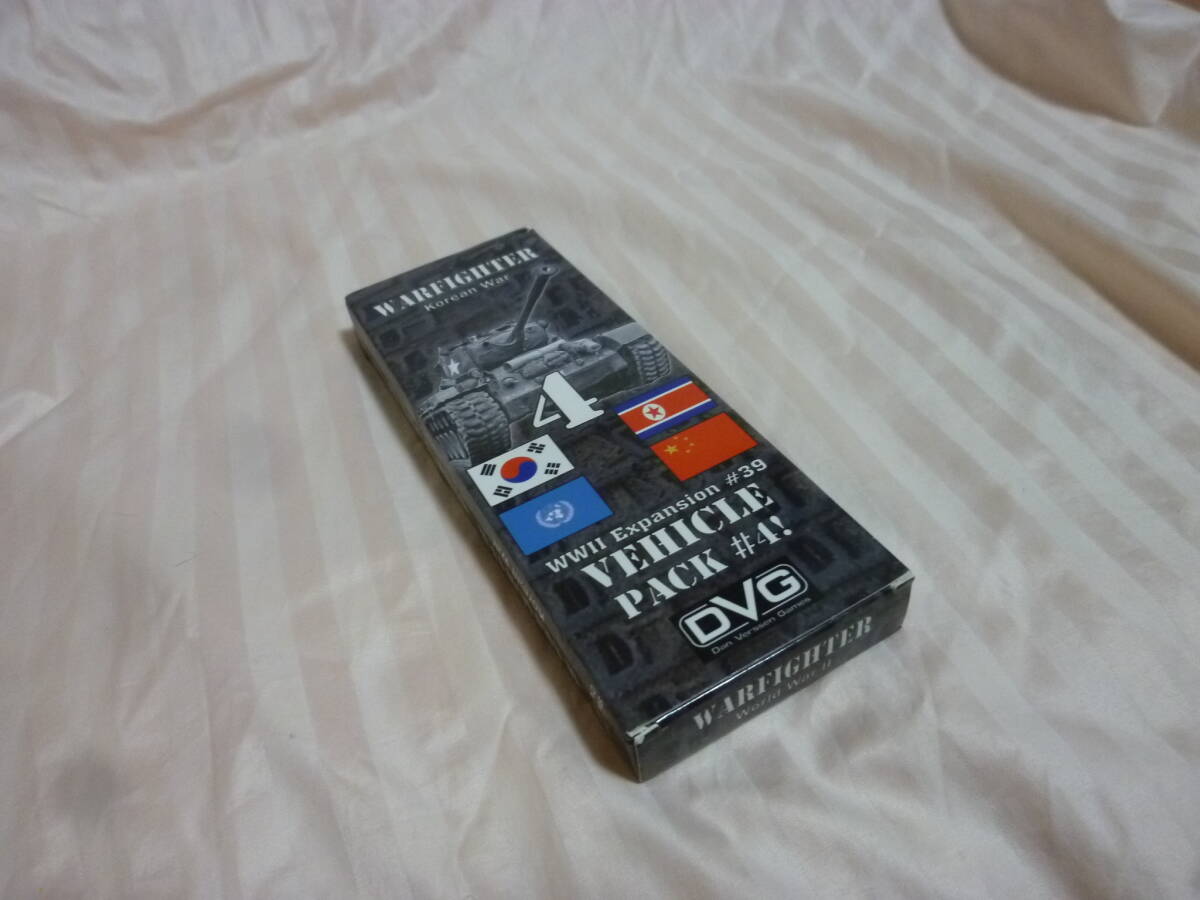 WARFIGHTER
Korean War
4
WWII Expansion #39
VEHICLE
PACK #4!
DVG
Dan Verssen Games
WARFIGHTER
World War II